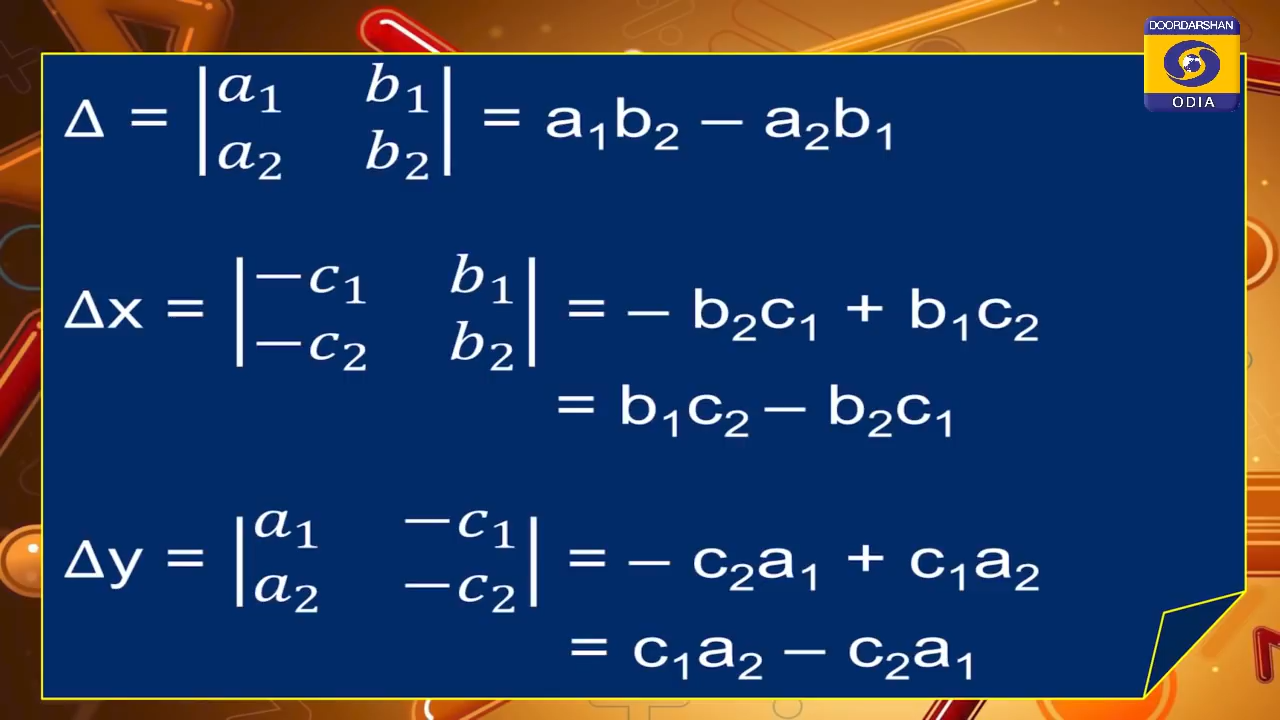 DOORDARSHAN
ODIA
Δ = |a₁ b₁| = a₁b₂ – a₂b₁
|a₂ b₂|
Δx = |−c₁ b₁| = – b₂c₁ + b₁c₂
|−c₂ b₂|
= b₁c₂ – b₂c₁
Δy = |a₁ −c₁| = – c₂a₁ + c₁a₂
|a₂ −c₂|
= c₁a₂ – c₂a₁